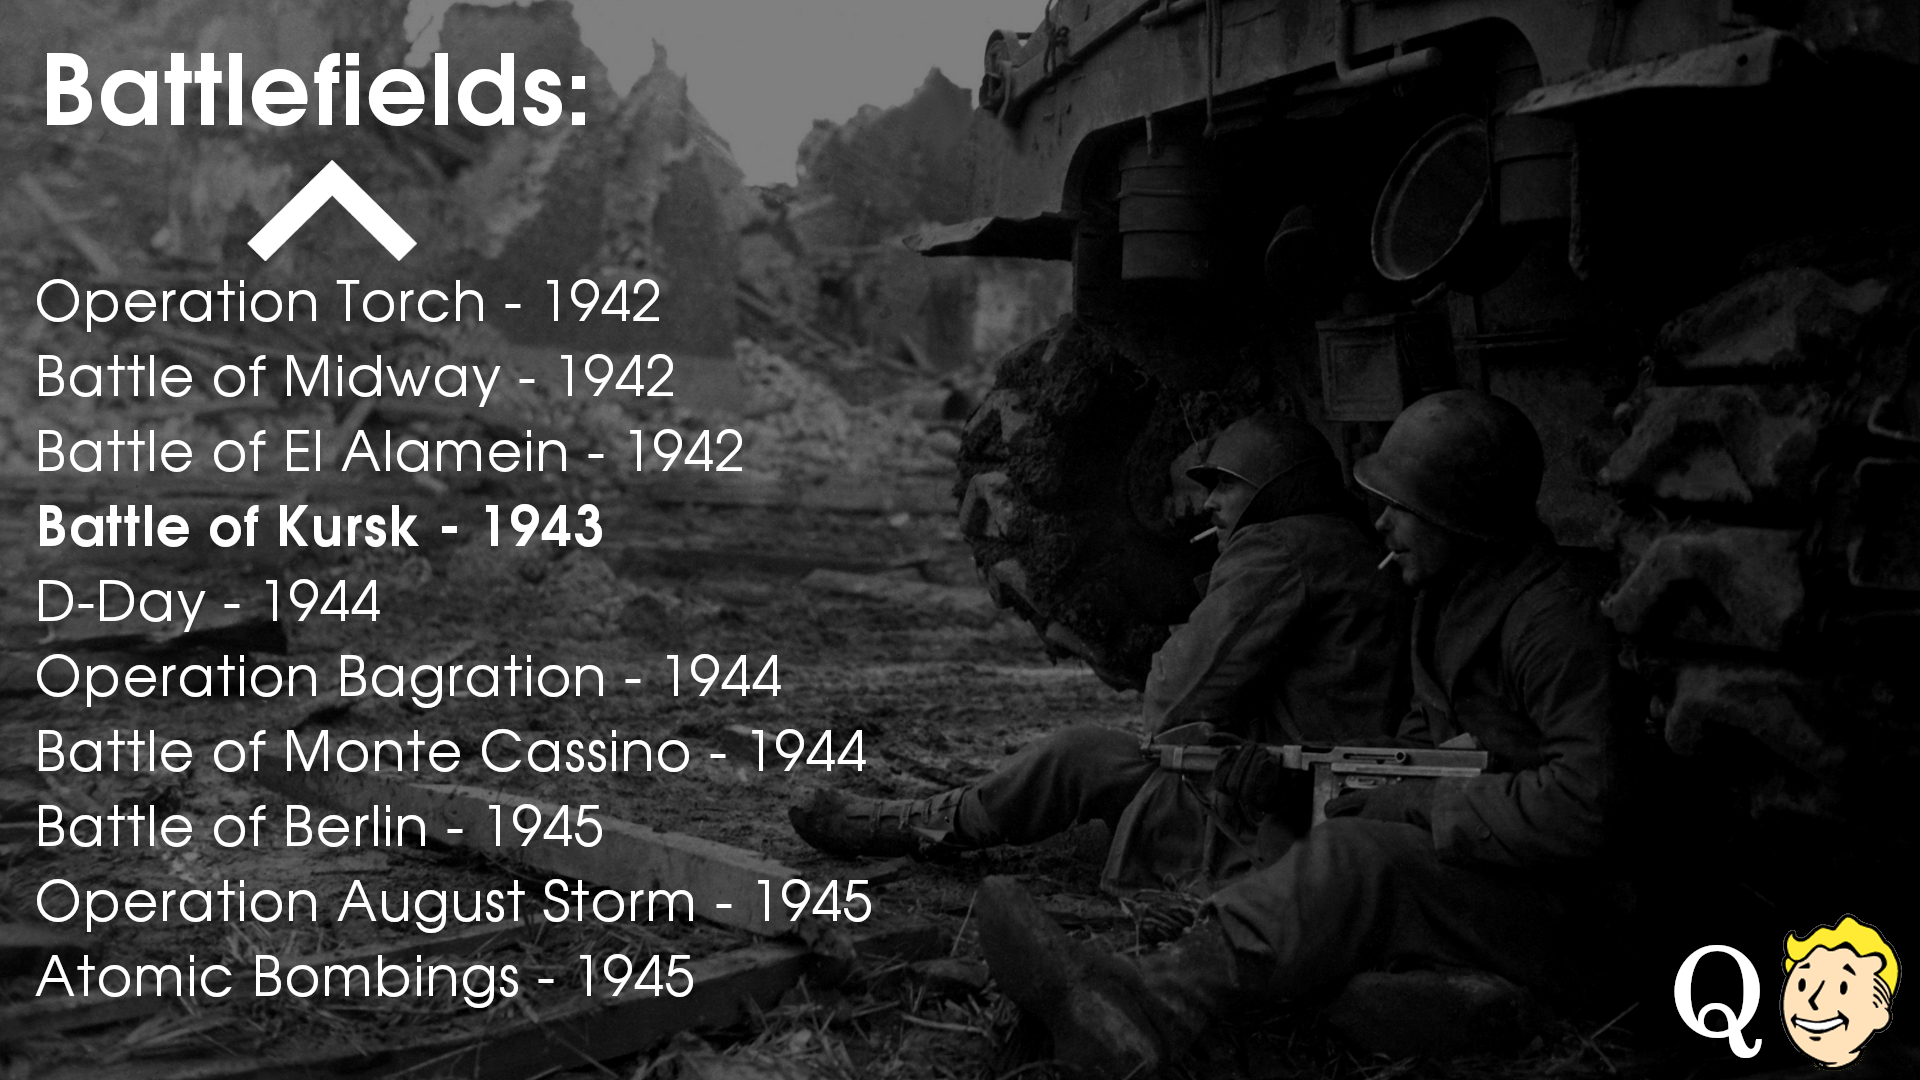 Battlefields:
Operation Torch - 1942
Battle of Midway - 1942
Battle of El Alamein - 1942
Battle of Kursk - 1943
D-Day - 1944
Operation Bagration - 1944
Battle of Monte Cassino - 1944
Battle of Berlin - 1945
Operation August Storm - 1945
Atomic Bombings - 1945
Q